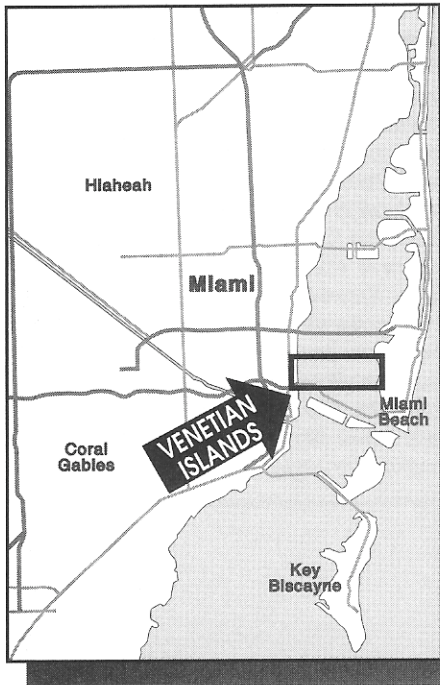 Hiaheah
Miami
VENETIAN
ISLANDS
Miami
Beach
Coral
Gables
Key
Biscayne